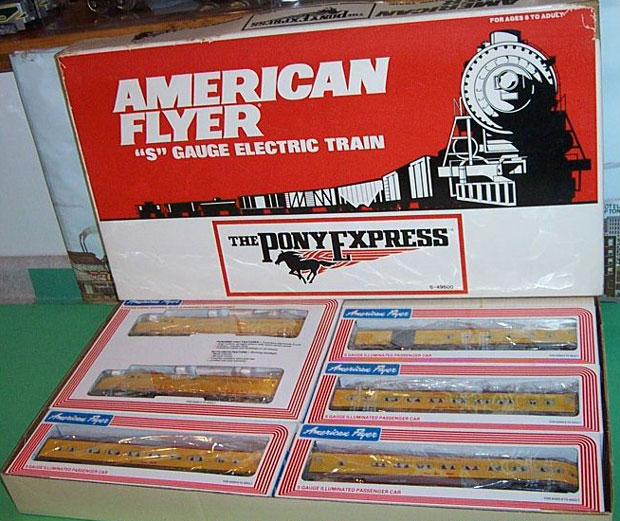 AMERICAN
FOR AGES 8 TO ADULT
AMERICAN
FLYER
"S" GAUGE ELECTRIC TRAIN
THE PONY EXPRESS
6-49600
American Flyer
S GAUGE ILLUMINATED PASSENGER CAR
American Flyer
S GAUGE ILLUMINATED PASSENGER CAR
American Flyer
S GAUGE ILLUMINATED PASSENGER CAR
American Flyer
S GAUGE ILLUMINATED PASSENGER CAR